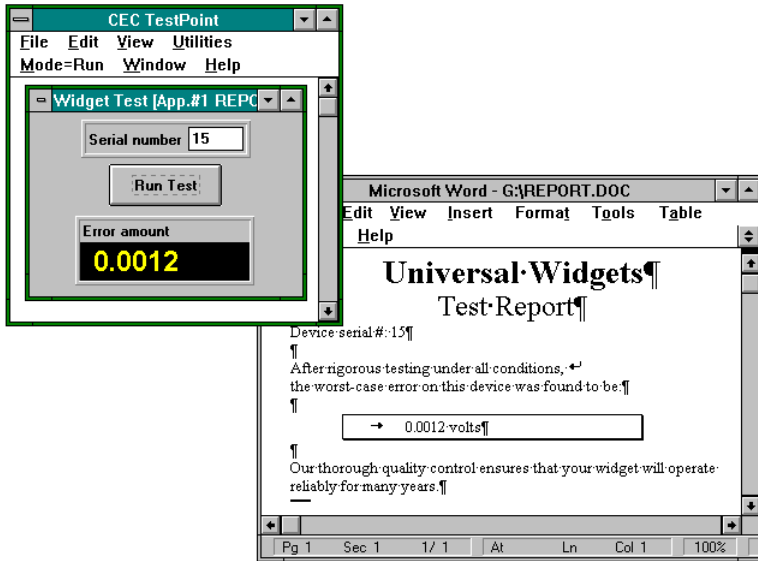 CEC TestPoint
File Edit View Utilities
Mode=Run Window Help
Widget Test [App.#1 REPO
Serial number 15
Run Test
Error amount
0.0012
Microsoft Word - G:\REPORT.DOC
Edit View Insert Format Tools Table
Help
Universal·Widgets¶
Test·Report¶
Device·serial·#:·15¶
¶
After·rigorous·testing·under·all·conditions,·↵
the·worst-case·error·on·this·device·was·found·to·be:¶
¶
→ 0.0012·volts¶
¶
Our·thorough·quality·control·ensures·that·your·widget·will·operate·
reliably·for·many·years.¶
Pg 1 Sec 1 1/ 1 At Ln Col 1 100%